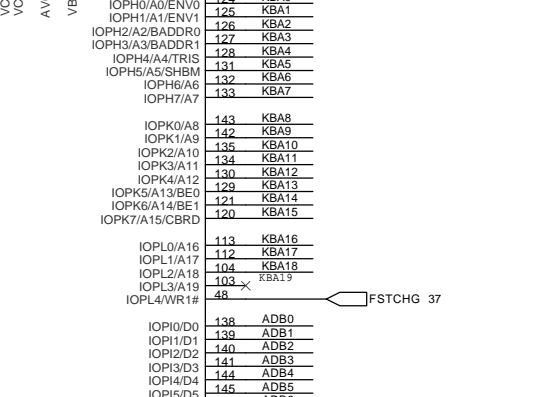 VC
VC
AV
VB
IOPH0/A0/ENV0
IOPH1/A1/ENV1 125 KBA1
IOPH2/A2/BADDR0 126 KBA2
IOPH3/A3/BADDR1 127 KBA3
IOPH4/A4/TRIS 128 KBA4
IOPH5/A5/SHBM 131 KBA5
IOPH6/A6 132 KBA6
IOPH7/A7 133 KBA7
IOPK0/A8 143 KBA8
IOPK1/A9 142 KBA9
IOPK2/A10 135 KBA10
IOPK3/A11 134 KBA11
IOPK4/A12 130 KBA12
IOPK5/A13/BE0 129 KBA13
IOPK6/A14/BE1 121 KBA14
IOPK7/A15/CBRD 120 KBA15
IOPL0/A16 113 KBA16
IOPL1/A17 112 KBA17
IOPL2/A18 104 KBA18
IOPL3/A19 103 KBA19
IOPL4/WR1# 48 FSTCHG 37
IOPI0/D0 138 ADB0
IOPI1/D1 139 ADB1
IOPI2/D2 140 ADB2
IOPI3/D3 141 ADB3
IOPI4/D4 144 ADB4
IOPI5/D5 145 ADB5